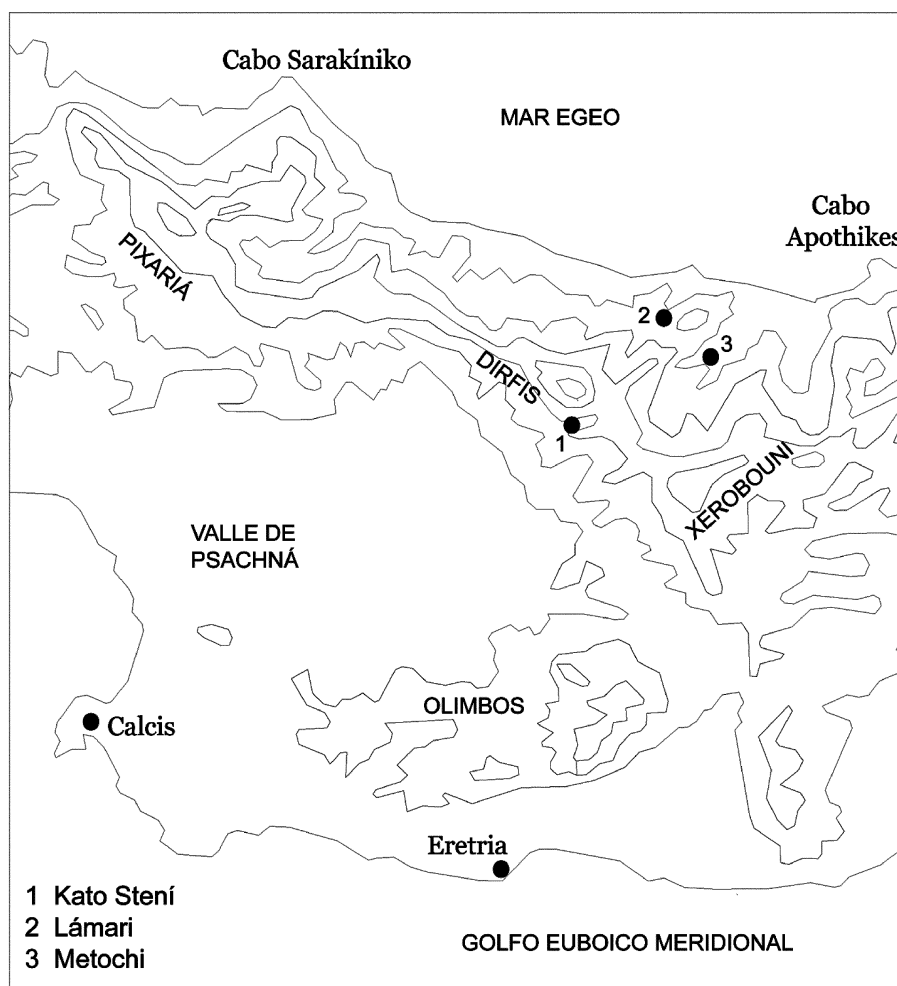 Cabo Sarakíniko
MAR EGEO
Cabo
Apothikes
PIXARIÁ
2
3
DIRFIS
1
XEROBOUNI
VALLE DE
PSACHNÁ
OLIMBOS
Calcis
Eretria
1 Kato Stení
2 Lámari
3 Metochi
GOLFO EUBOICO MERIDIONAL